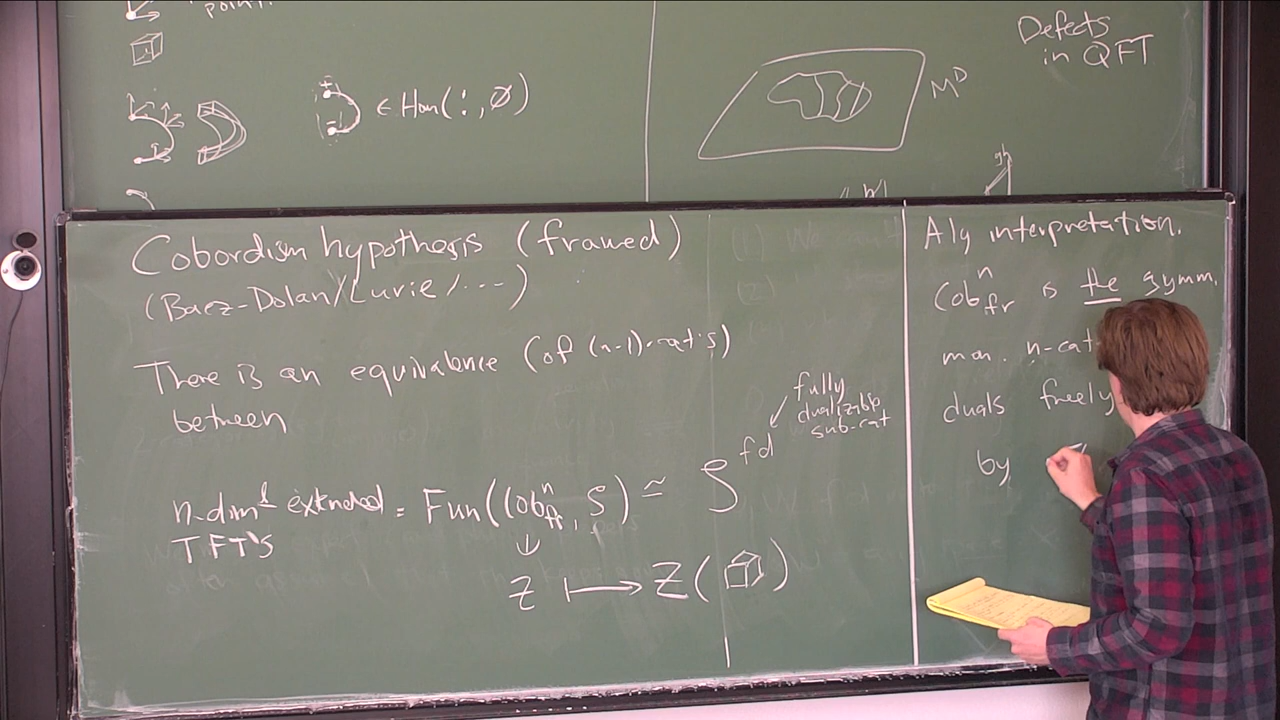 point.
∈ Hom(:, ∅)
Defects
in QFT
M^D
gh
Cobordism hypothesis (framed)
(Baez-Dolan/Lurie/...)
There is an equivalence (of (n-1)-cat's)
between
fully
dualizable
sub-cat
n-dim^l extended = Fun(Cob^n_fr, S) ≃ S^fd
TFT's
Z ⟼ Z( )
Alg interpretation.
Cob^n_fr is the symm.
mon. n-cat
duals freely
by